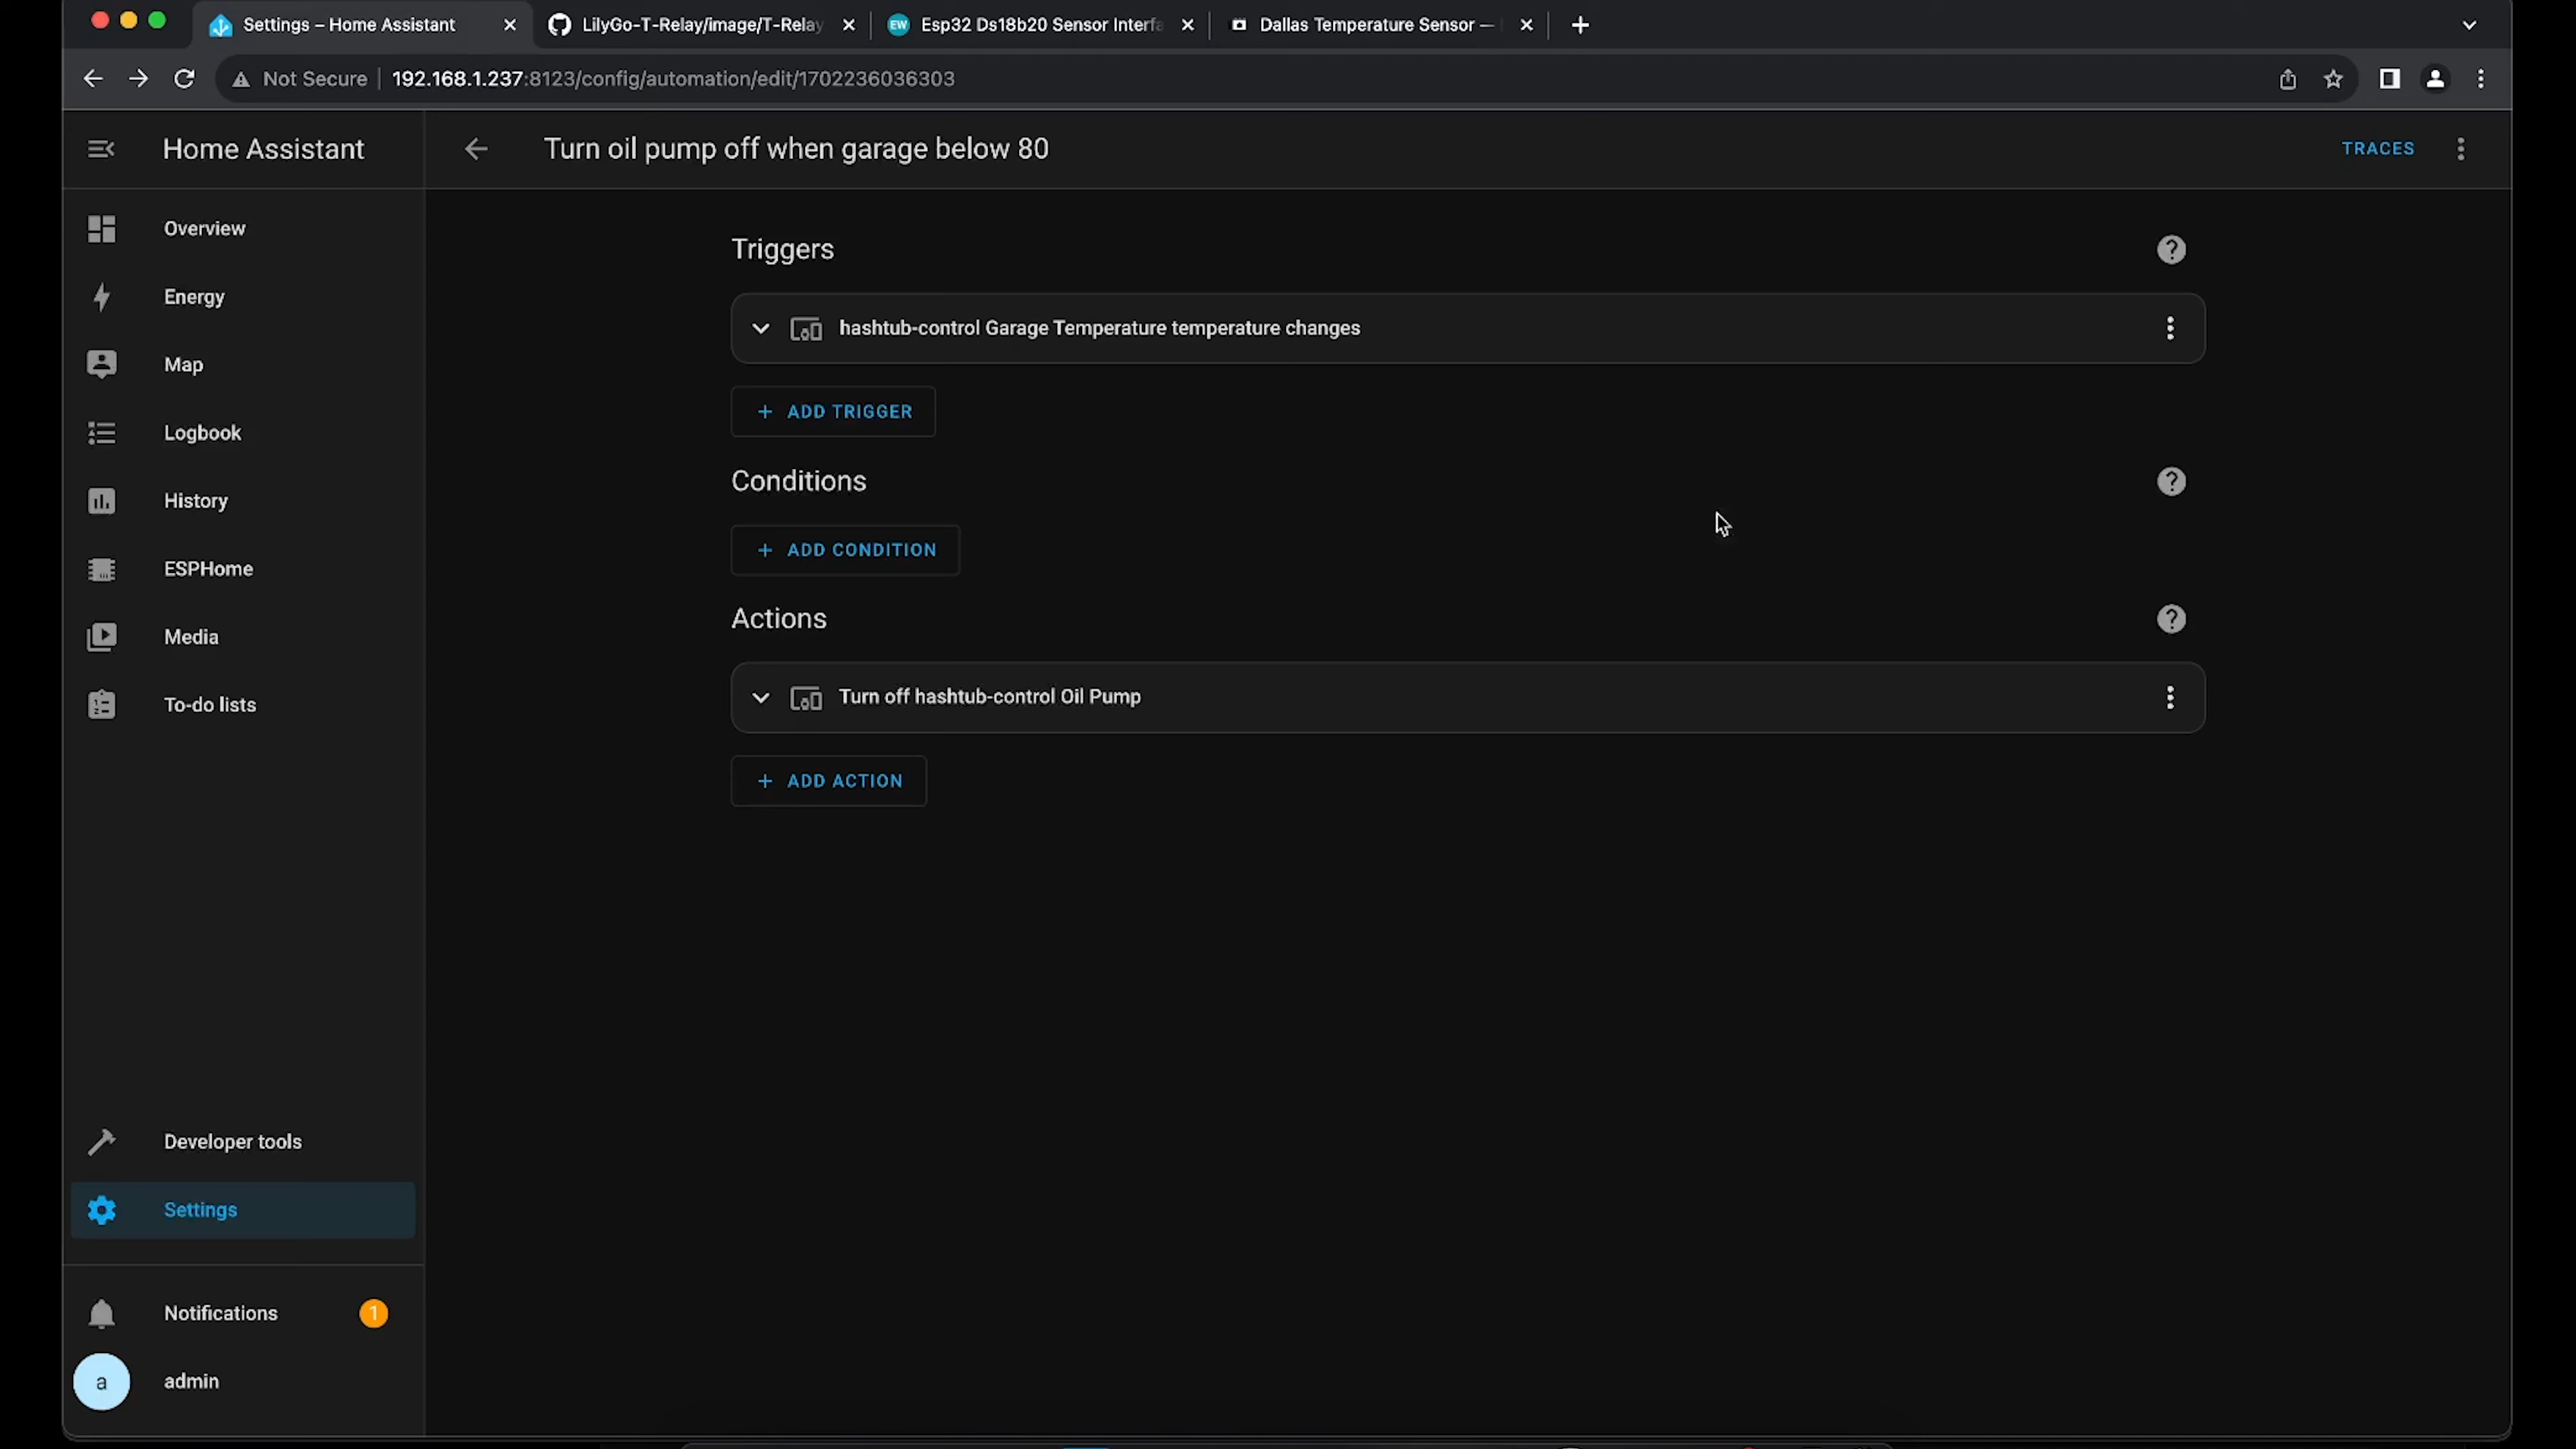 Settings – Home Assistant
LilyGo-T-Relay/image/T-Relay
EW
Esp32 Ds18b20 Sensor Interfa
Dallas Temperature Sensor —
Not Secure
192.168.1.237:8123/config/automation/edit/1702236036303
Home Assistant
Turn oil pump off when garage below 80
TRACES
Overview
Energy
Map
Logbook
History
ESPHome
Media
To-do lists
Developer tools
Settings
Notifications
1
a
admin
Triggers
hashtub-control Garage Temperature temperature changes
+ ADD TRIGGER
Conditions
+ ADD CONDITION
Actions
Turn off hashtub-control Oil Pump
+ ADD ACTION